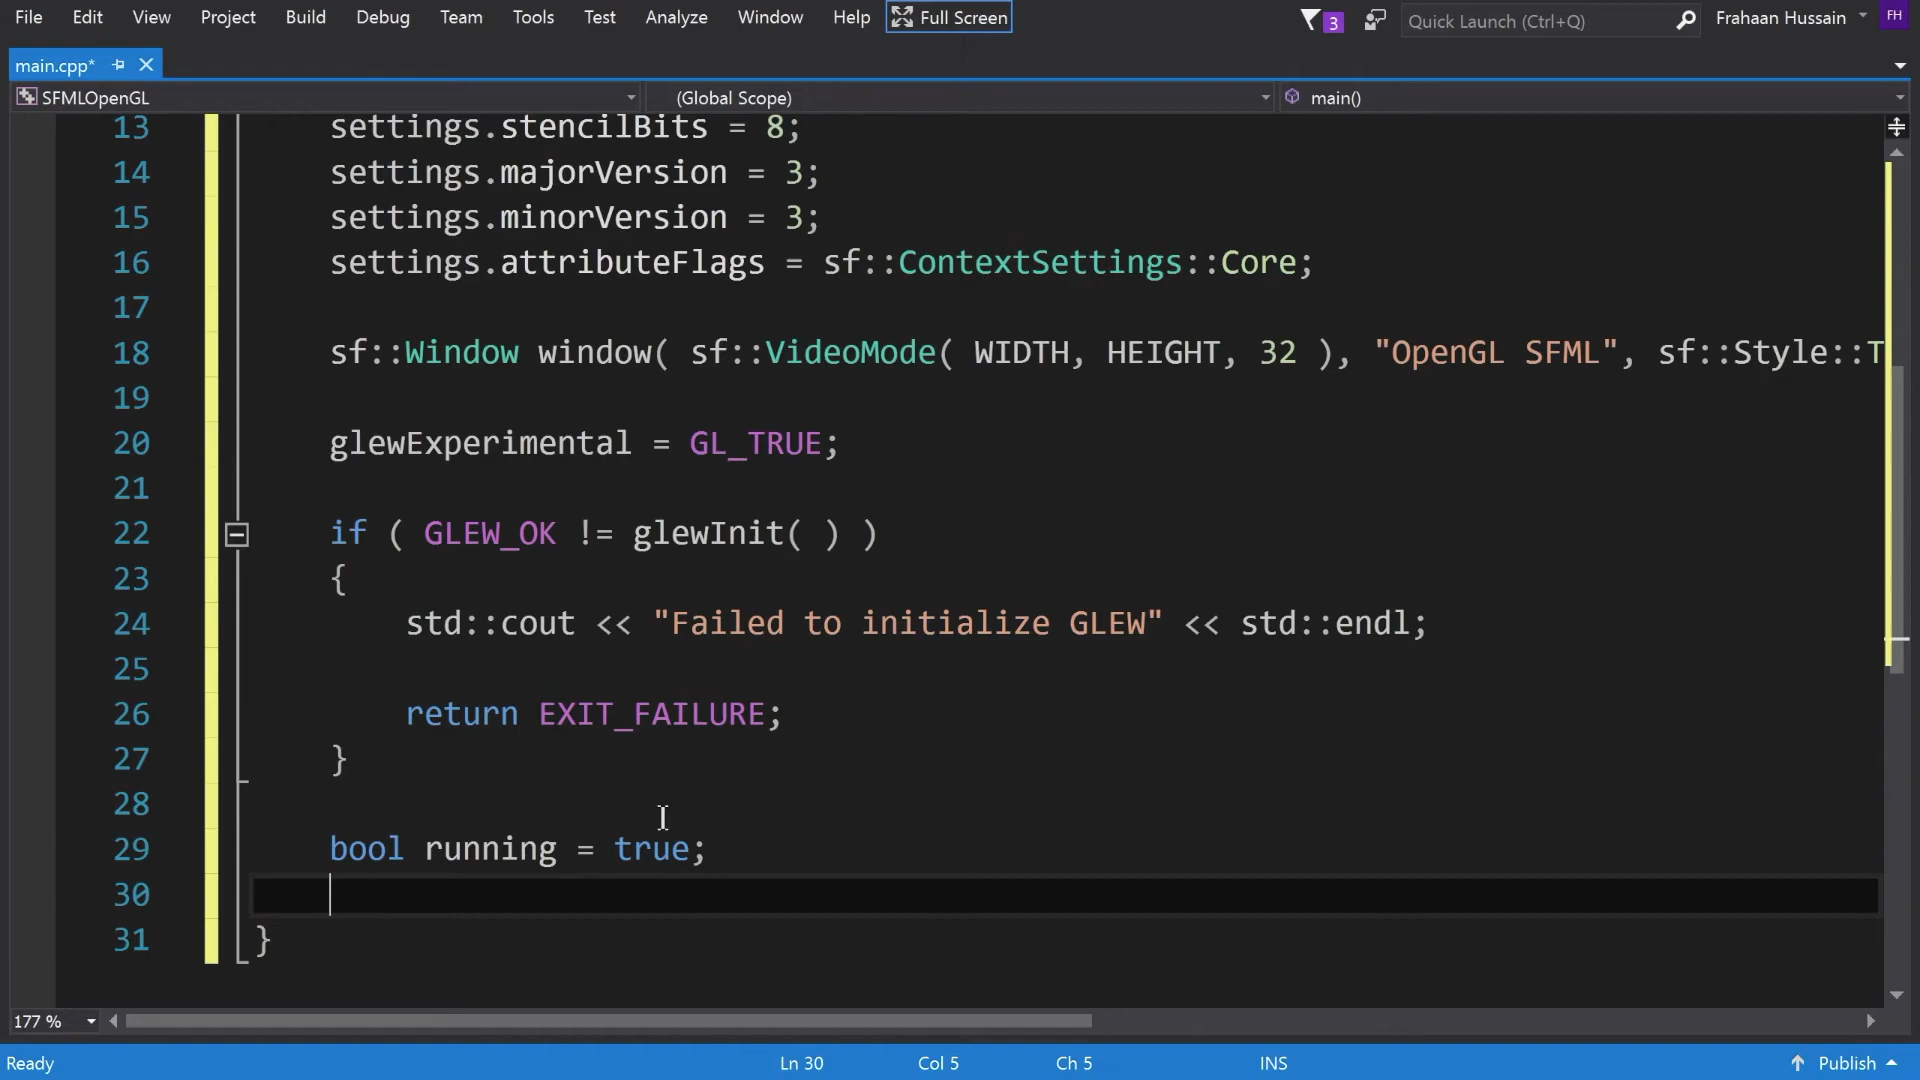 File Edit View Project Build Debug Team Tools Test Analyze Window Help Full Screen 3 Quick Launch (Ctrl+Q) Frahaan Hussain FH
main.cpp*
SFMLOpenGL (Global Scope) main()
13 settings.stencilBits = 8;
14 settings.majorVersion = 3;
15 settings.minorVersion = 3;
16 settings.attributeFlags = sf::ContextSettings::Core;
17
18 sf::Window window( sf::VideoMode( WIDTH, HEIGHT, 32 ), "OpenGL SFML", sf::Style::T
19
20 glewExperimental = GL_TRUE;
21
22 if ( GLEW_OK != glewInit( ) )
23 {
24 std::cout << "Failed to initialize GLEW" << std::endl;
25
26 return EXIT_FAILURE;
27 }
28
29 bool running = true;
30
31 }
177 %
Ready Ln 30 Col 5 Ch 5 INS Publish